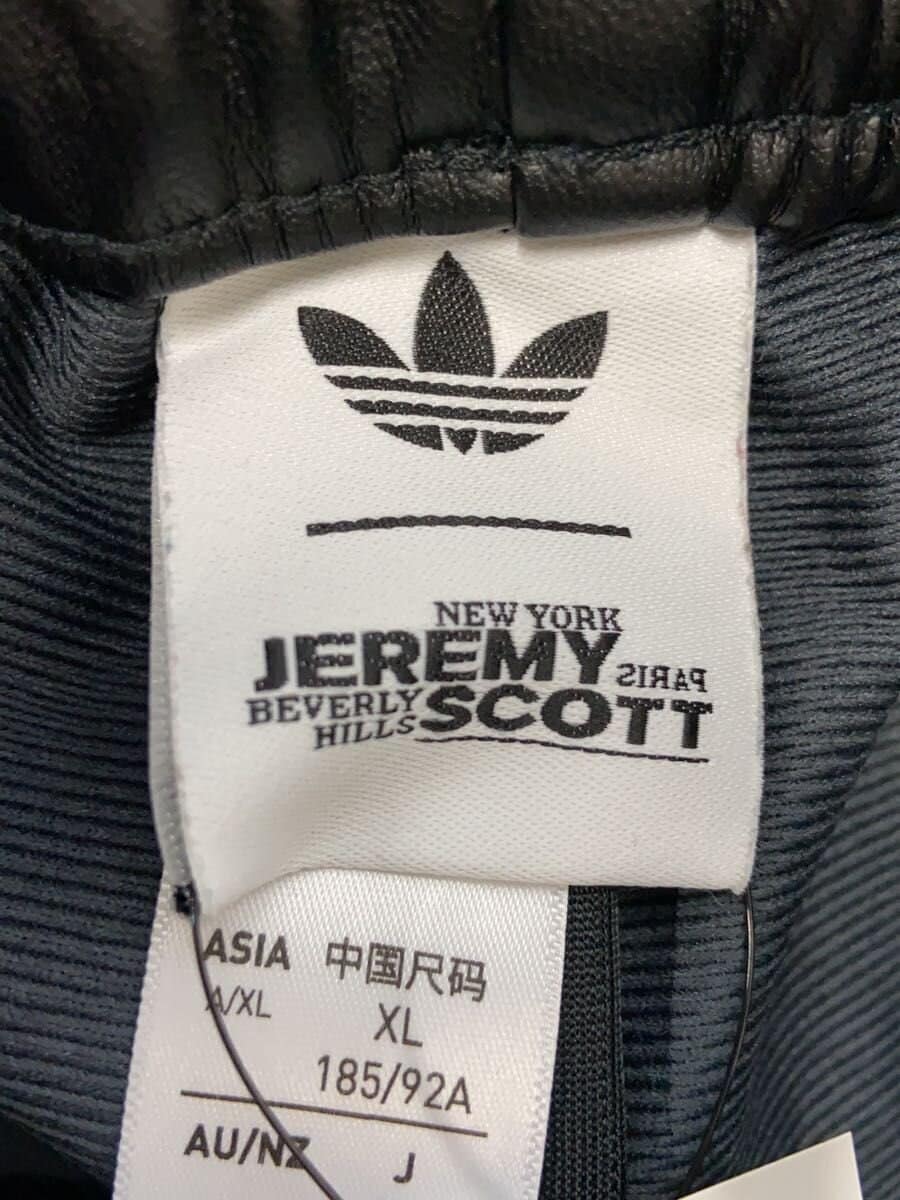 NEW YORK
JEREMY PARIS
BEVERLY SCOTT
HILLS
ASIA 中国尺码
A/XL XL
185/92A
AU/NZ J